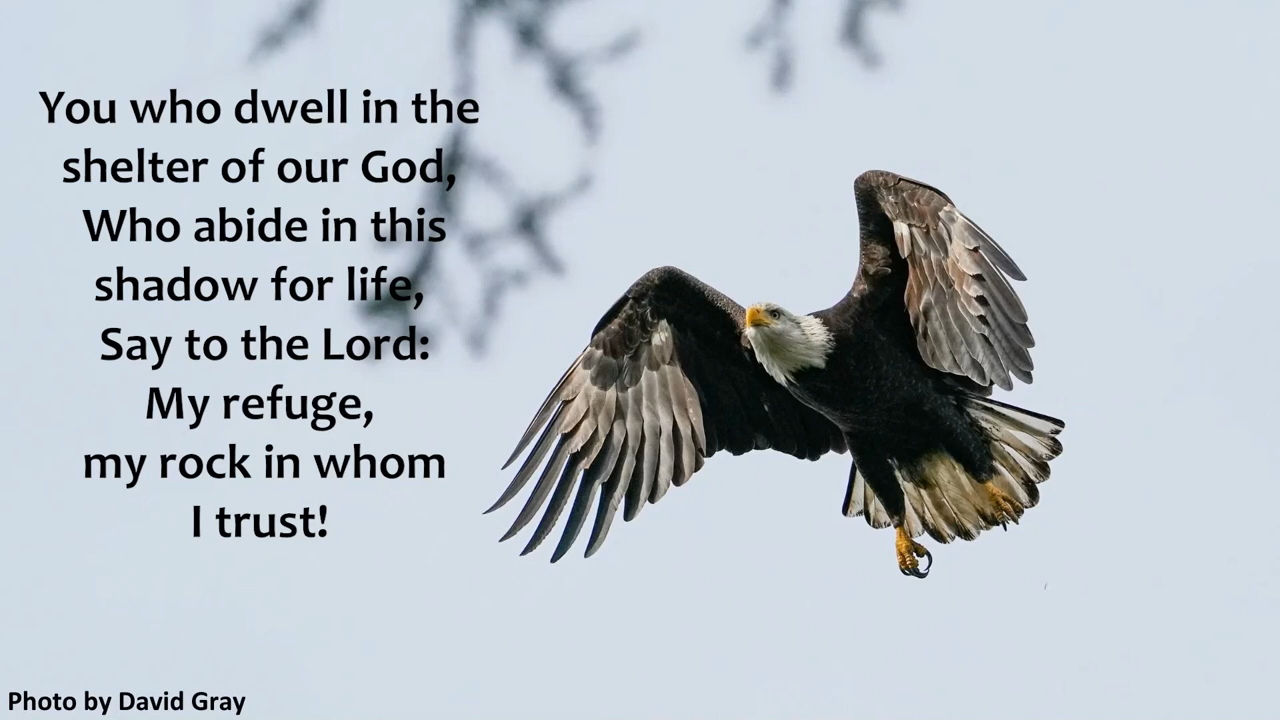 You who dwell in the
shelter of our God,
Who abide in this
shadow for life,
Say to the Lord:
My refuge,
my rock in whom
I trust!
Photo by David Gray